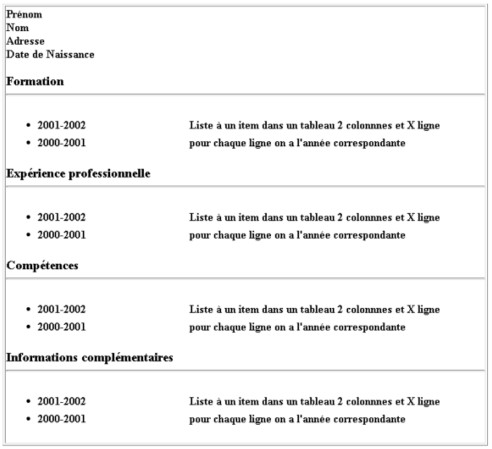 Prénom
Nom
Adresse
Date de Naissance
Formation
• 2001-2002 Liste à un item dans un tableau 2 colonnnes et X ligne
• 2000-2001 pour chaque ligne on a l'année correspondante
Expérience professionnelle
• 2001-2002 Liste à un item dans un tableau 2 colonnnes et X ligne
• 2000-2001 pour chaque ligne on a l'année correspondante
Compétences
• 2001-2002 Liste à un item dans un tableau 2 colonnnes et X ligne
• 2000-2001 pour chaque ligne on a l'année correspondante
Informations complémentaires
• 2001-2002 Liste à un item dans un tableau 2 colonnnes et X ligne
• 2000-2001 pour chaque ligne on a l'année correspondante